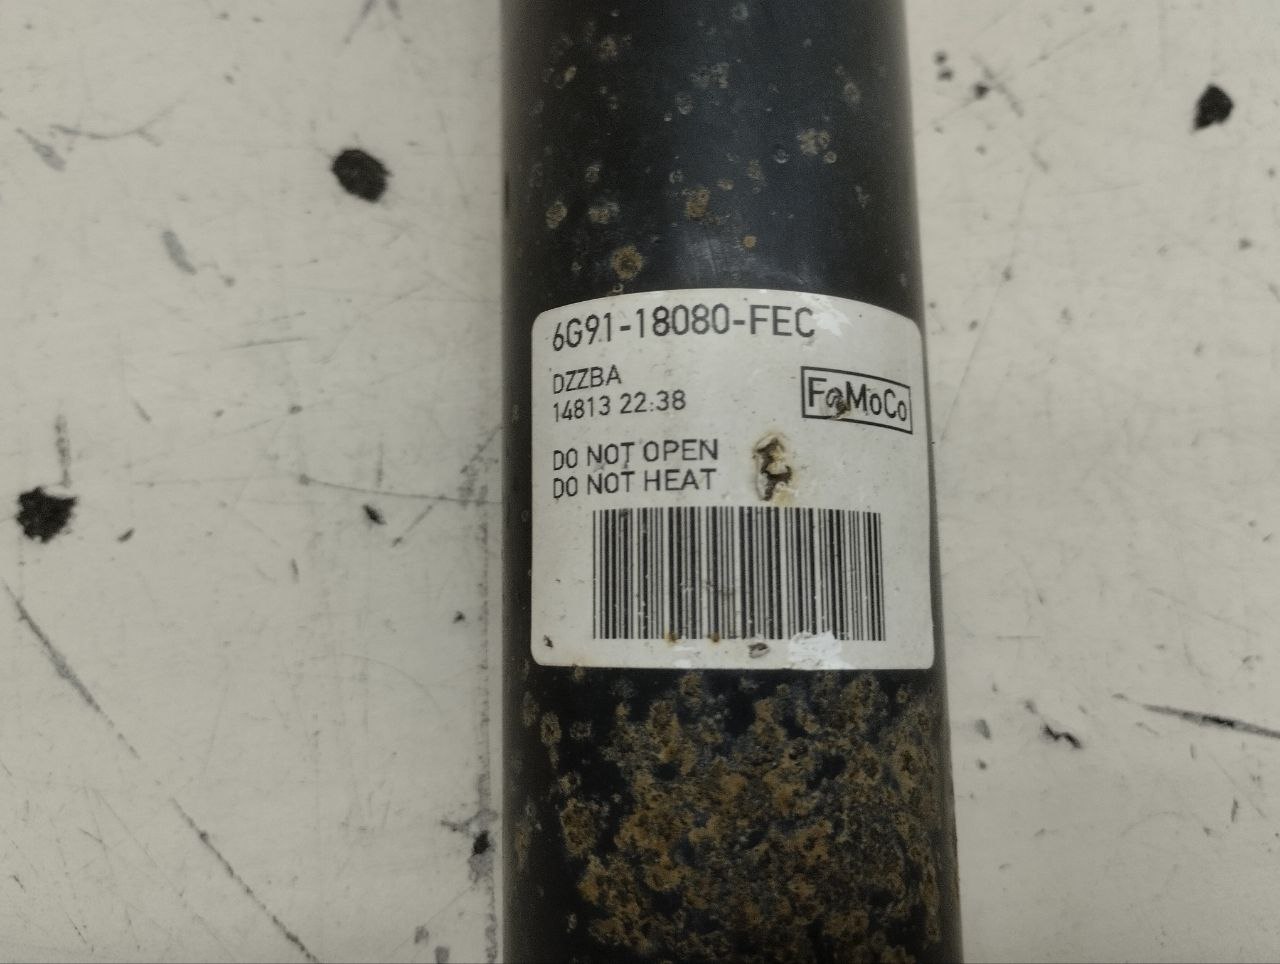 6G91-18080-FEC
DZZBA
14813 22:38
FoMoCo
DO NOT OPEN
DO NOT HEAT